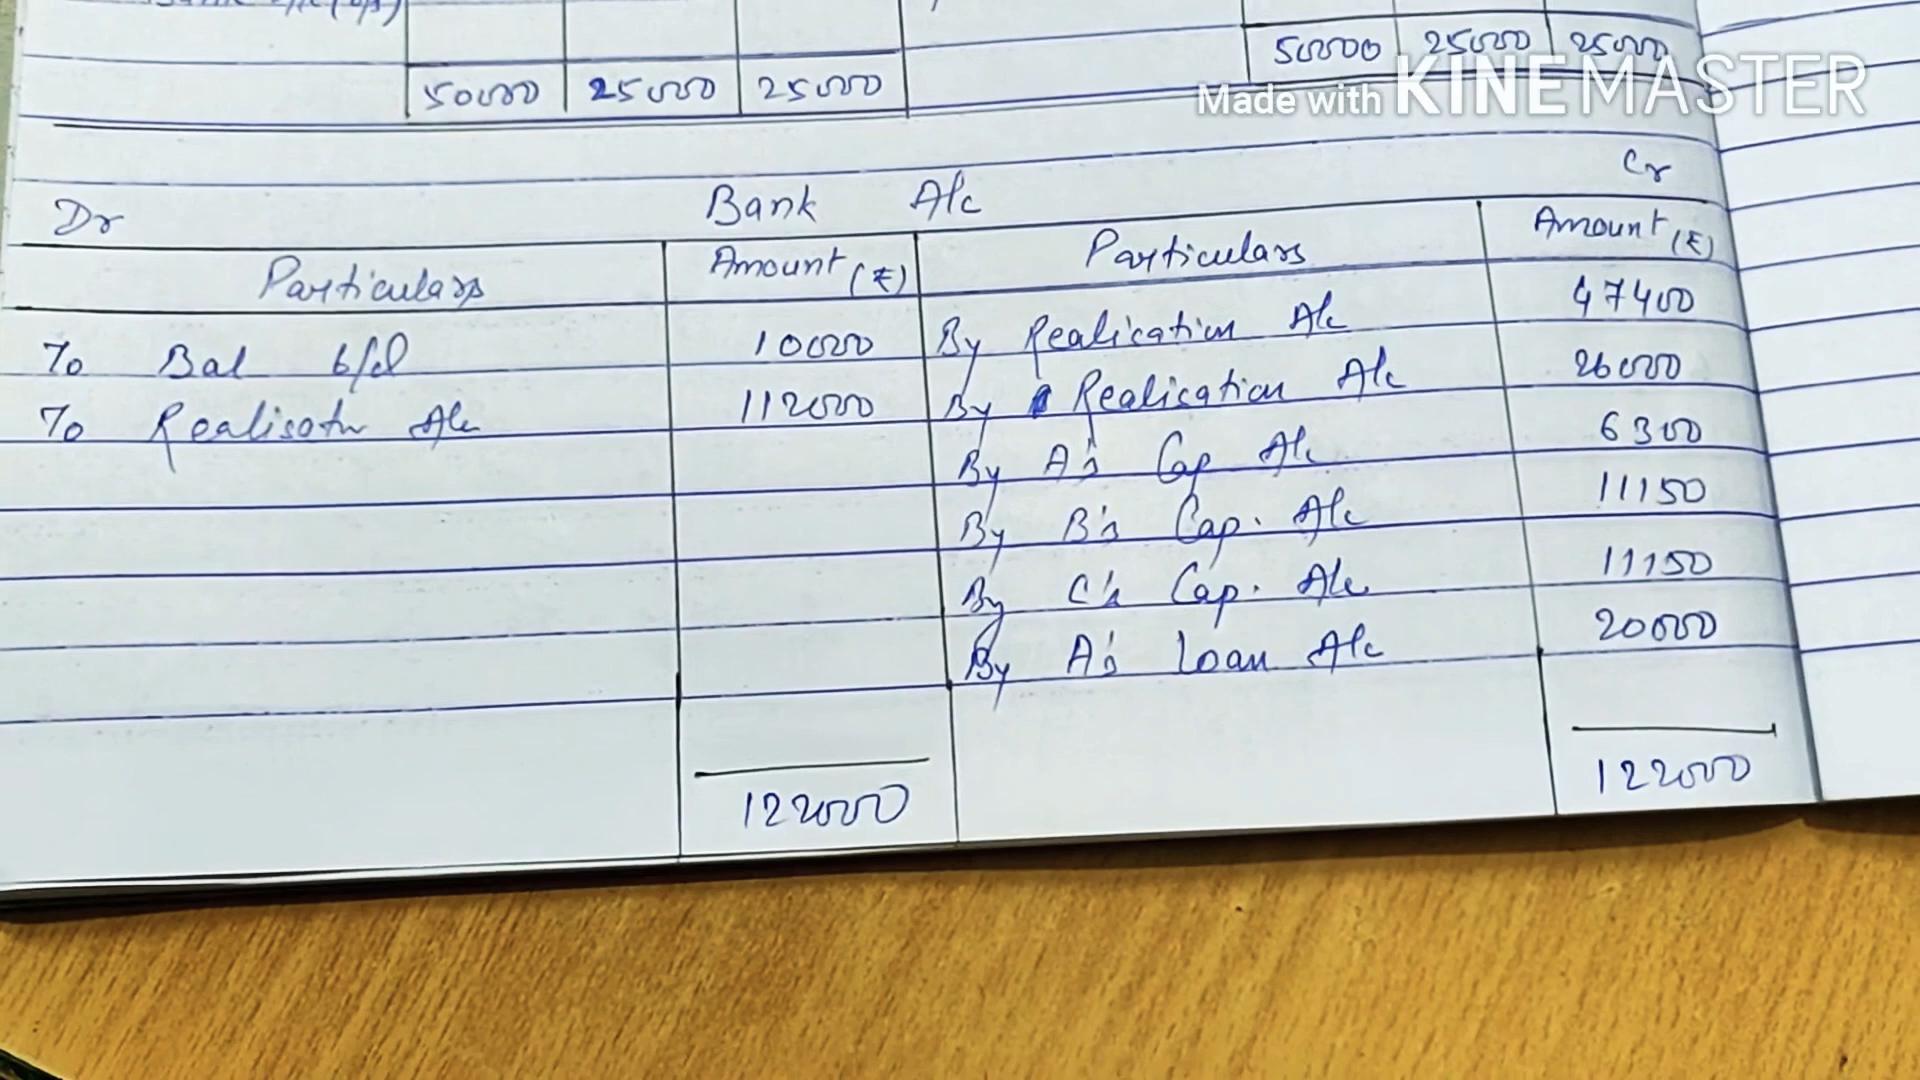 50000 25000 25000
50000 25000 25000
Made with KINEMASTER
Dr Bank A/c Cr
Particulars Amount (₹) Particulars Amount (₹)
To Bal b/d 10000 By Realisation A/c 47400
To Realisatn A/c 112000 By Realisation A/c 26000
By A's Cap A/c 6300
By B's Cap. A/c 11150
By C's Cap. A/c 11150
By A's Loan A/c 20000
122000 122000